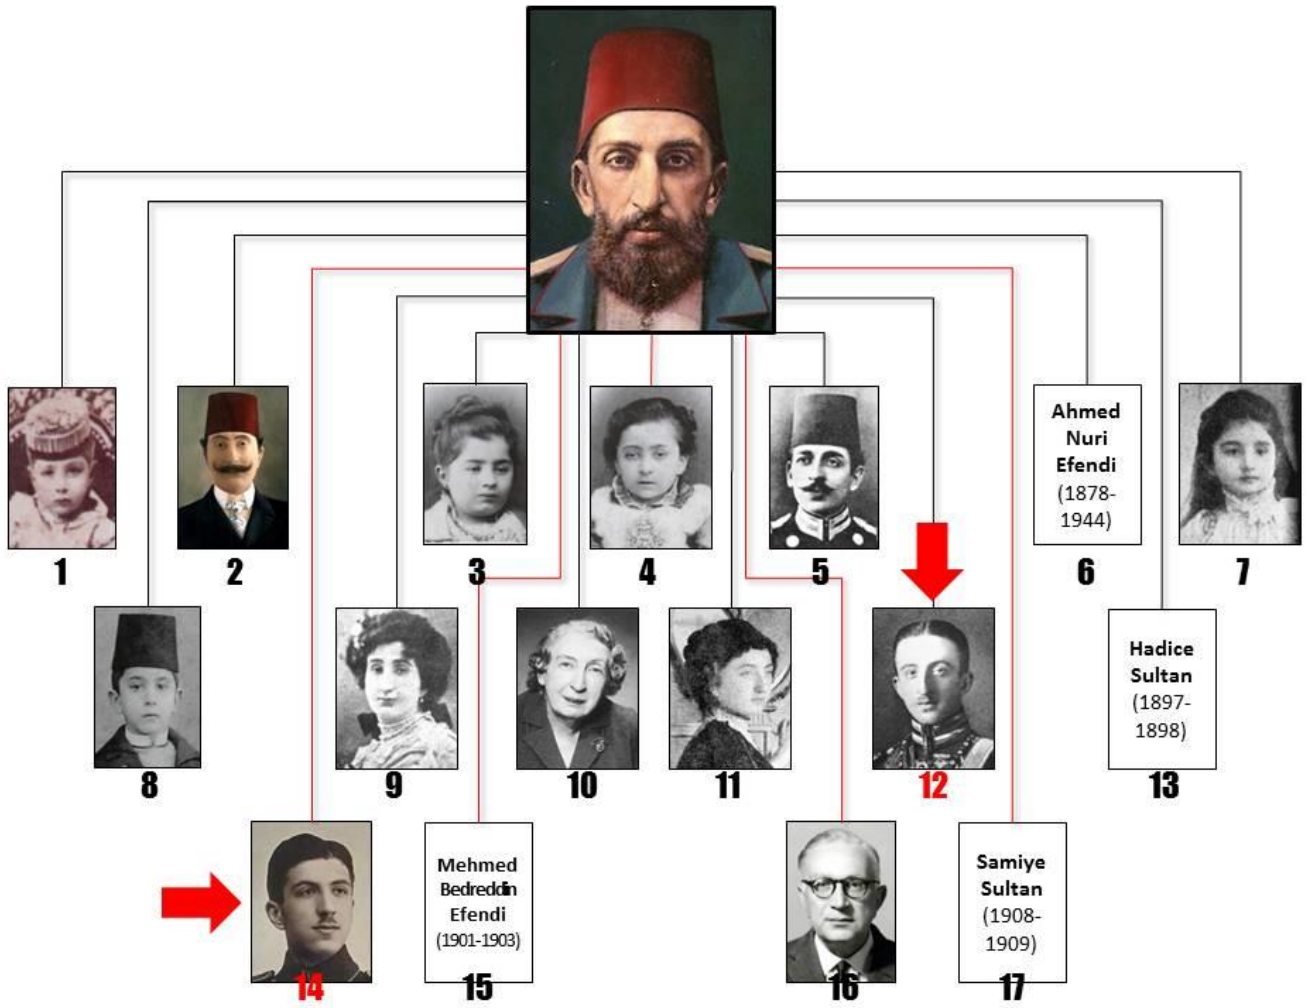 Ahmed
Nuri
Efendi
(1878-
1944)
1
2
3
4
5
6
7
Hadice
Sultan
(1897-
1898)
8
9
10
11
12
13
Mehmed
Bedreddin
Efendi
(1901-1903)
Samiye
Sultan
(1908-
1909)
14
15
16
17